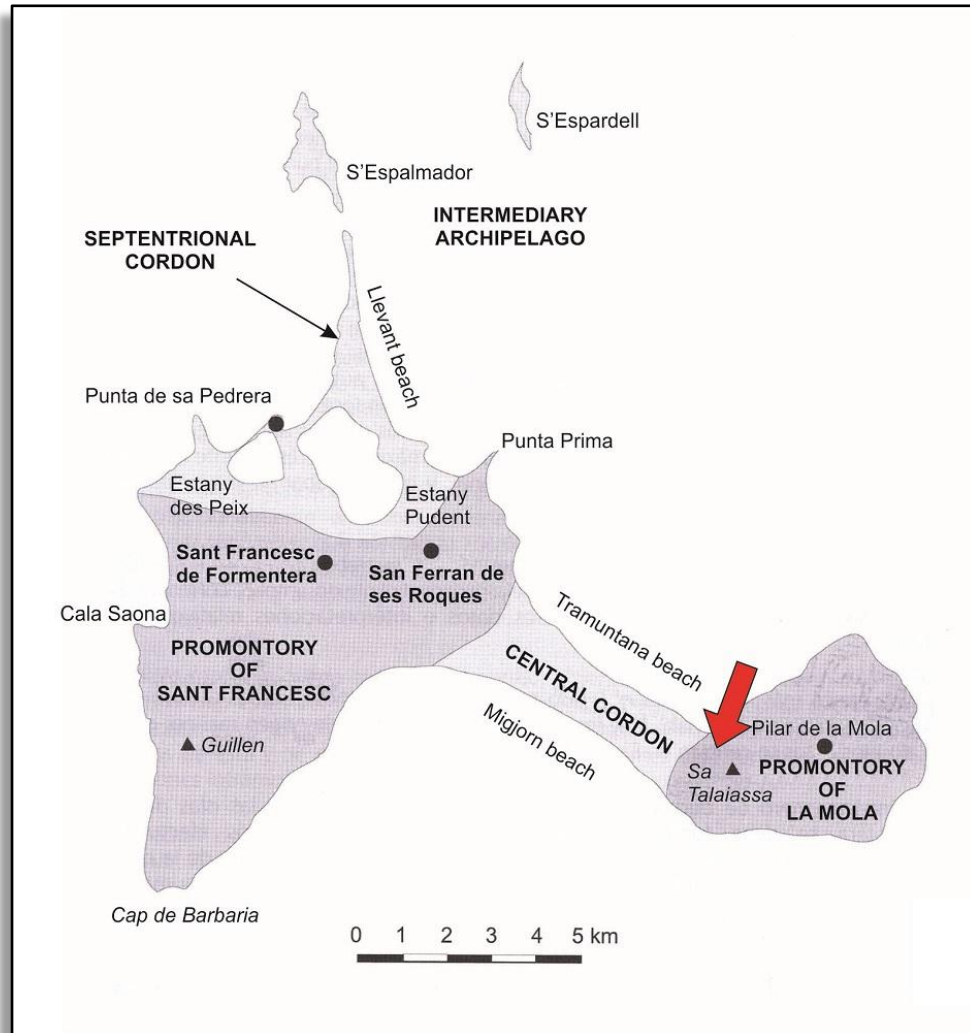 S'Espardell
S'Espalmador
INTERMEDIARY
ARCHIPELAGO
SEPTENTRIONAL
CORDON
Llevant beach
Punta de sa Pedrera
Punta Prima
Estany
des Peix
Estany
Pudent
Sant Francesc
de Formentera
San Ferran de
ses Roques
Cala Saona
Tramuntana beach
PROMONTORY
OF
SANT FRANCESC
CENTRAL CORDON
Migjorn beach
Guillen
Pilar de la Mola
Sa
Talaiassa
PROMONTORY
OF
LA MOLA
Cap de Barbaria
0 1 2 3 4 5 km